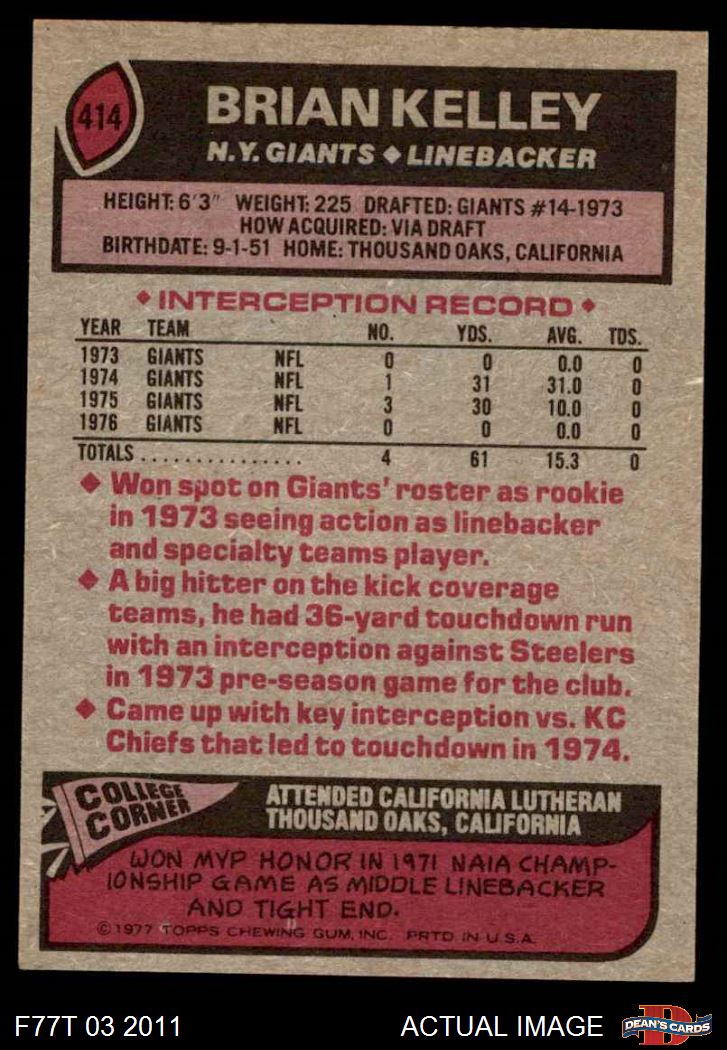 414
BRIAN KELLEY
N.Y. GIANTS ◆ LINEBACKER
HEIGHT: 6'3" WEIGHT: 225 DRAFTED: GIANTS #14-1973
HOW ACQUIRED: VIA DRAFT
BIRTHDATE: 9-1-51 HOME: THOUSAND OAKS, CALIFORNIA
◆ INTERCEPTION RECORD ◆
YEAR TEAM NO. YDS. AVG. TDS.
1973 GIANTS NFL 0 0 0.0 0
1974 GIANTS NFL 1 31 31.0 0
1975 GIANTS NFL 3 30 10.0 0
1976 GIANTS NFL 0 0 0.0 0
TOTALS . . . . . . . . . . . . . . . 4 61 15.3 0
◆ Won spot on Giants' roster as rookie
in 1973 seeing action as linebacker
and specialty teams player.
◆ A big hitter on the kick coverage
teams, he had 36-yard touchdown run
with an interception against Steelers
in 1973 pre-season game for the club.
◆ Came up with key interception vs. KC
Chiefs that led to touchdown in 1974.
COLLEGE
CORNER
ATTENDED CALIFORNIA LUTHERAN
THOUSAND OAKS, CALIFORNIA
WON MVP HONOR IN 1971 NAIA CHAMP-
IONSHIP GAME AS MIDDLE LINEBACKER
AND TIGHT END.
©1977 TOPPS CHEWING GUM, INC. PRTD. IN U.S.A.
F77T 03 2011
ACTUAL IMAGE
D
DEAN'S CARDS